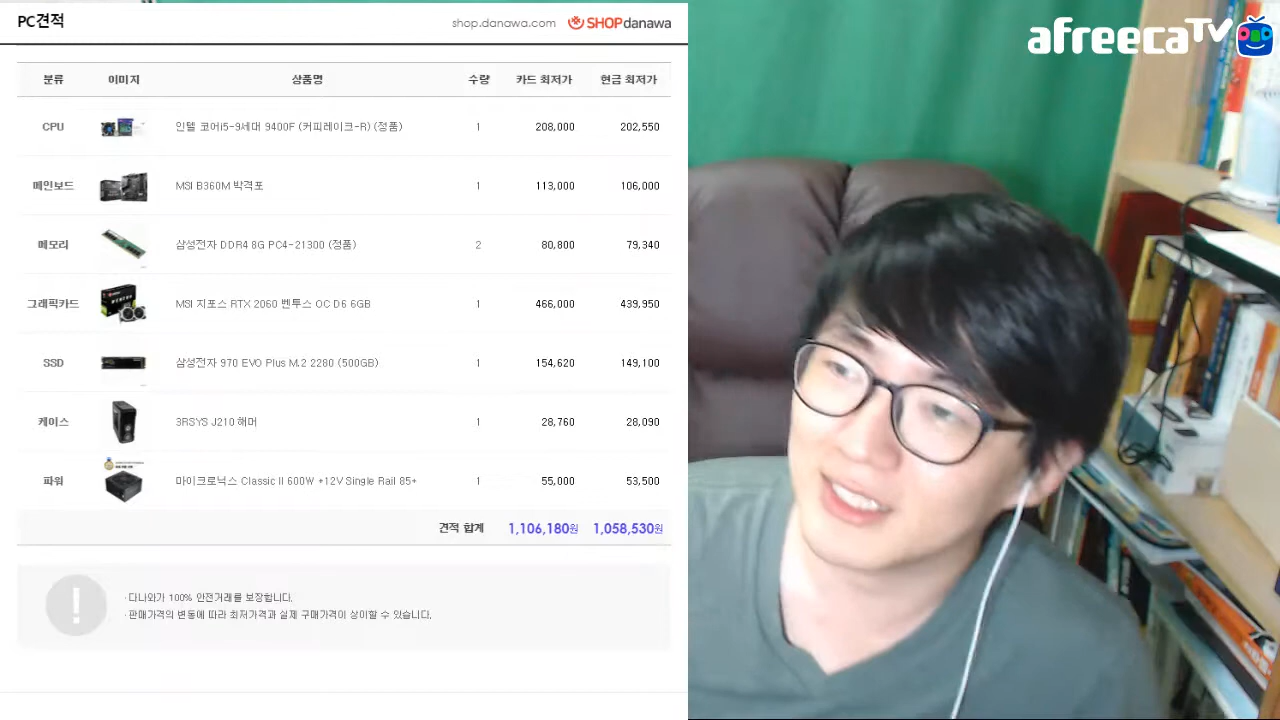 PC견적
shop.danawa.com SHOPdanawa
afreecaTV
분류 이미지 상품명 수량 카드 최저가 현금 최저가
CPU 인텔 코어i5-9세대 9400F (커피레이크-R) (정품) 1 208,000 202,550
메인보드 MSI B360M 박격포 1 113,000 106,000
메모리 삼성전자 DDR4 8G PC4-21300 (정품) 2 80,800 79,340
그래픽카드 MSI 지포스 RTX 2060 벤투스 OC D6 6GB 1 466,000 439,950
SSD 삼성전자 970 EVO Plus M.2 2280 (500GB) 1 154,620 149,100
케이스 3RSYS J210 해머 1 28,760 28,090
파워 마이크로닉스 Classic II 600W +12V Single Rail 85+ 1 55,000 53,500
견적 합계 1,106,180원 1,058,530원
· 다나와가 100% 안전거래를 보장합니다.
· 판매가격의 변동에 따라 최저가격과 실제 구매가격이 상이할 수 있습니다.